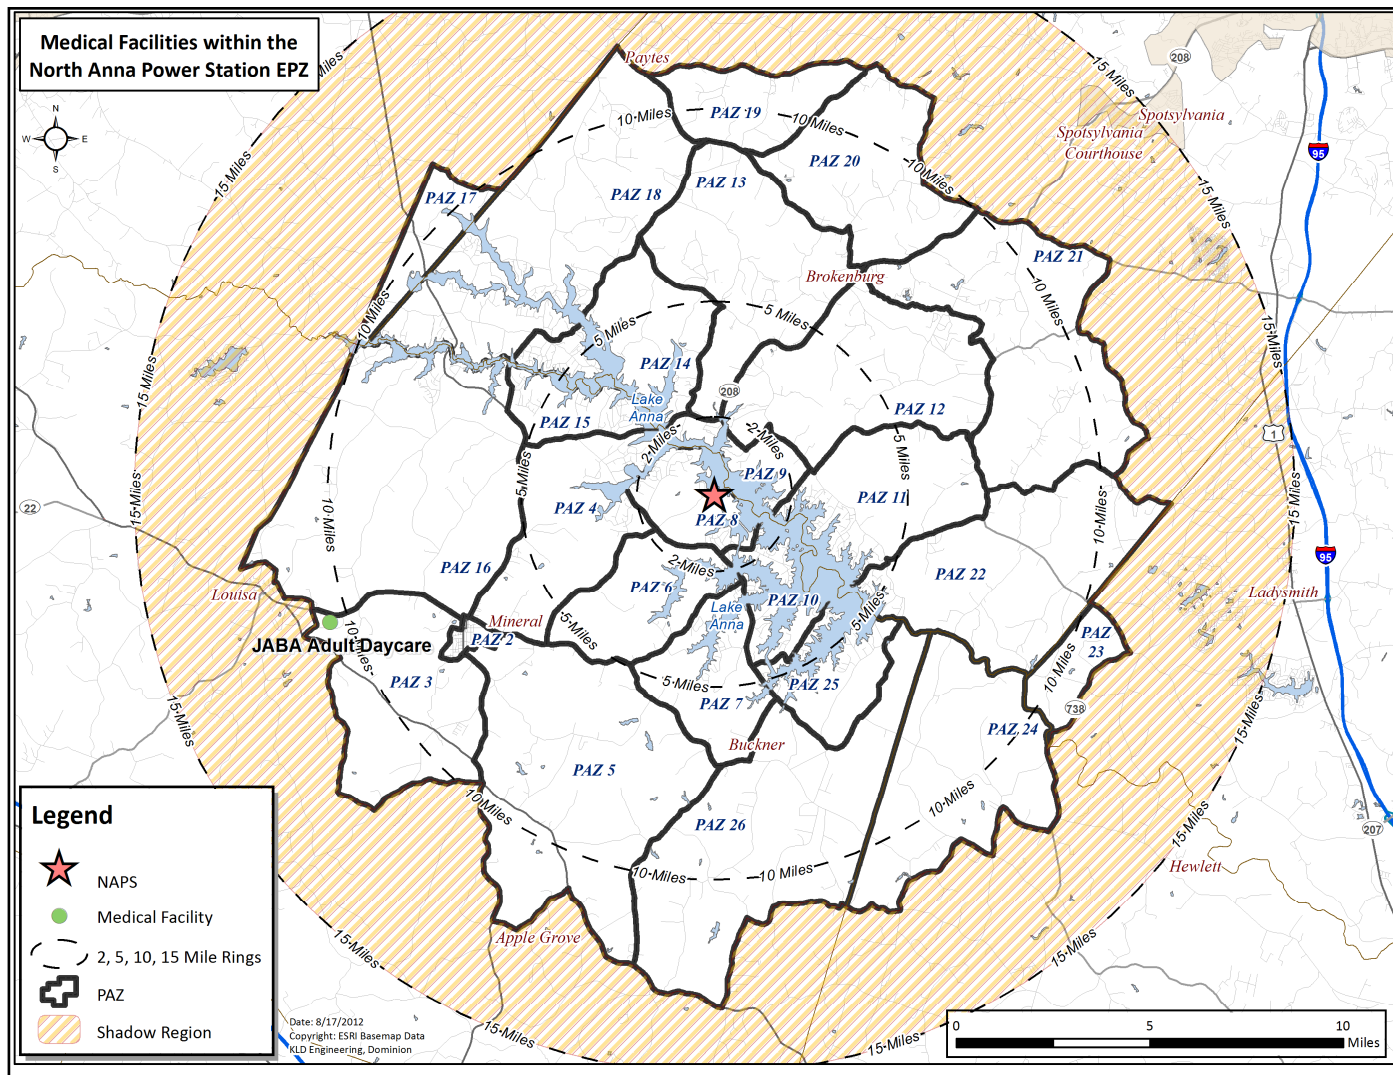 Medical Facilities within the
North Anna Power Station EPZ
N
W E
S
Miles
Paytes
208
15 Miles
Spotsylvania
Spotsylvania
Courthouse
95
10 Miles
PAZ 19
10 Miles
PAZ 20
10 Miles
15 Miles
PAZ 17
PAZ 18
PAZ 13
15 Miles
PAZ 21
Brokenburg
10 Miles
10 Miles
5 Miles
5 Miles
15 Miles
15 Miles
PAZ 14
208
Lake
Anna
PAZ 12
PAZ 15
2 Miles
2 Miles
5 Miles
1
5 Miles
PAZ 9
15 Miles
15 Miles
22
10 Miles
PAZ 4
PAZ 8
PAZ 11
10 Miles
95
PAZ 16
2 Miles
PAZ 6
PAZ 10
PAZ 22
Louisa
Lake
Anna
Ladysmith
Mineral
5 Miles
5 Miles
JABA Adult Daycare
10 Miles
PAZ 2
PAZ
23
PAZ 3
5 Miles
PAZ 25
10 Miles
PAZ 7
15 Miles
738
15 Miles
PAZ 24
Buckner
PAZ 5
10 Miles
10 Miles
PAZ 26
15 Miles
207
10 Miles
10 Miles
Hewlett
Apple Grove
15 Miles
15 Miles
15 Miles
15 Miles
Legend
NAPS
Medical Facility
2, 5, 10, 15 Mile Rings
PAZ
Shadow Region
Date: 8/17/2012
Copyright: ESRI Basemap Data
KLD Engineering, Dominion
0 5 10
Miles